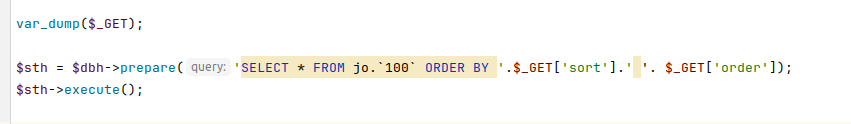 var_dump($_GET);
$sth = $dbh->prepare( query: 'SELECT * FROM jo.`100` ORDER BY '.$_GET['sort'].' '. $_GET['order']);
$sth->execute();